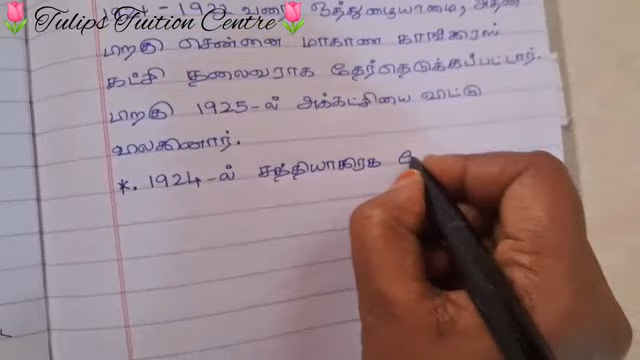 Tulips Tuition Centre
1921 - 1922 வரை ஒத்துழையாமை, அதன்
பிறகு சென்னை மாகாண காங்கிரஸ்
கட்சி தலைவராக தேர்தெடுக்கப்பட்டார்.
பிறகு 1925-ல் அக்கட்சியை விட்டு
விலகினார்.
*. 1924-ல் சத்தியாகிரக